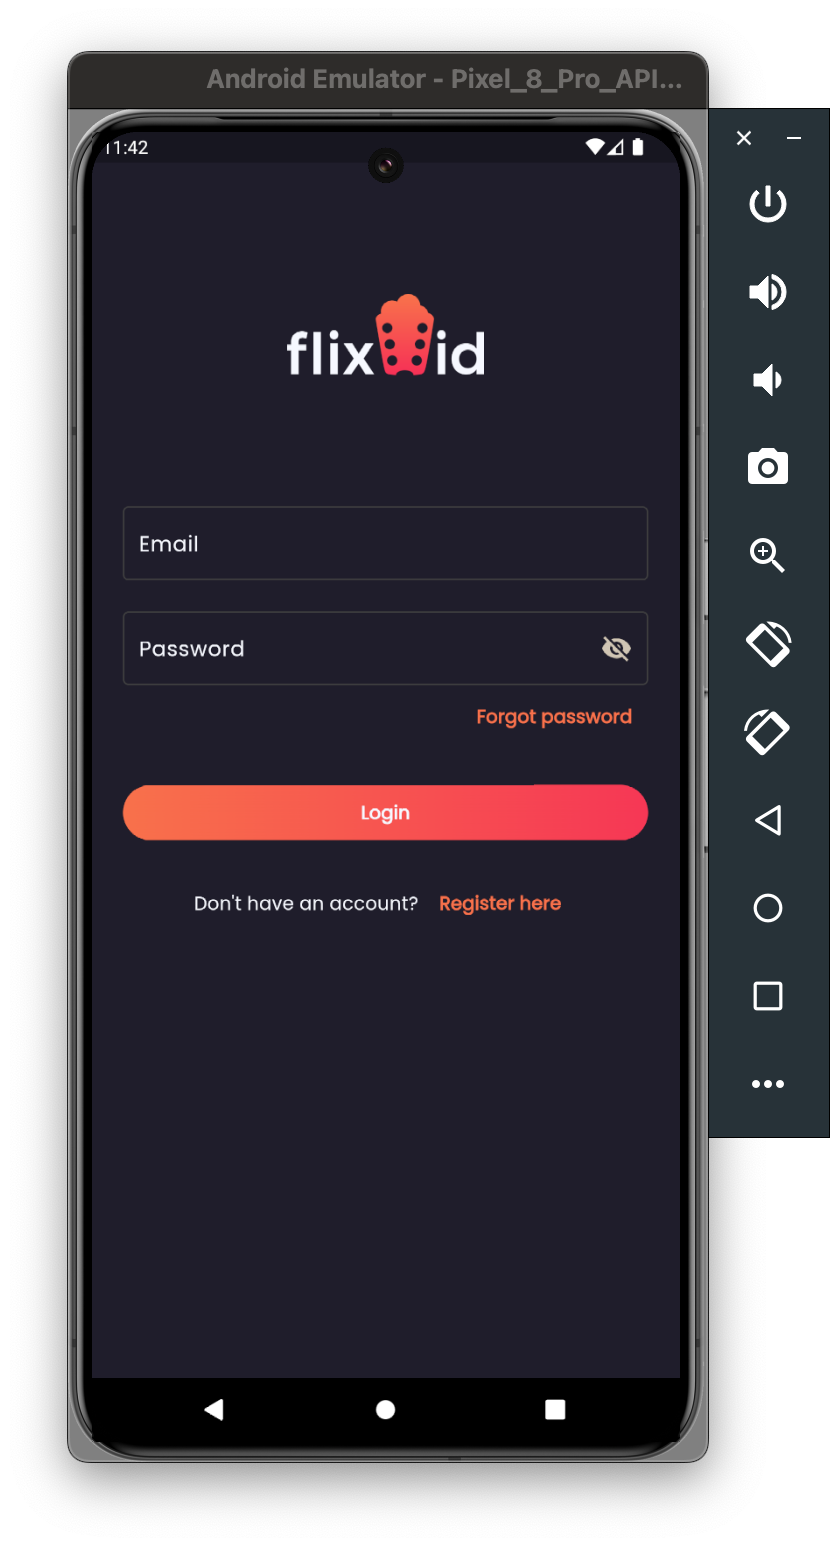 Android Emulator - Pixel_8_Pro_API...
11:42
flix id
Email
Password
Forgot password
Login
Don't have an account? Register here